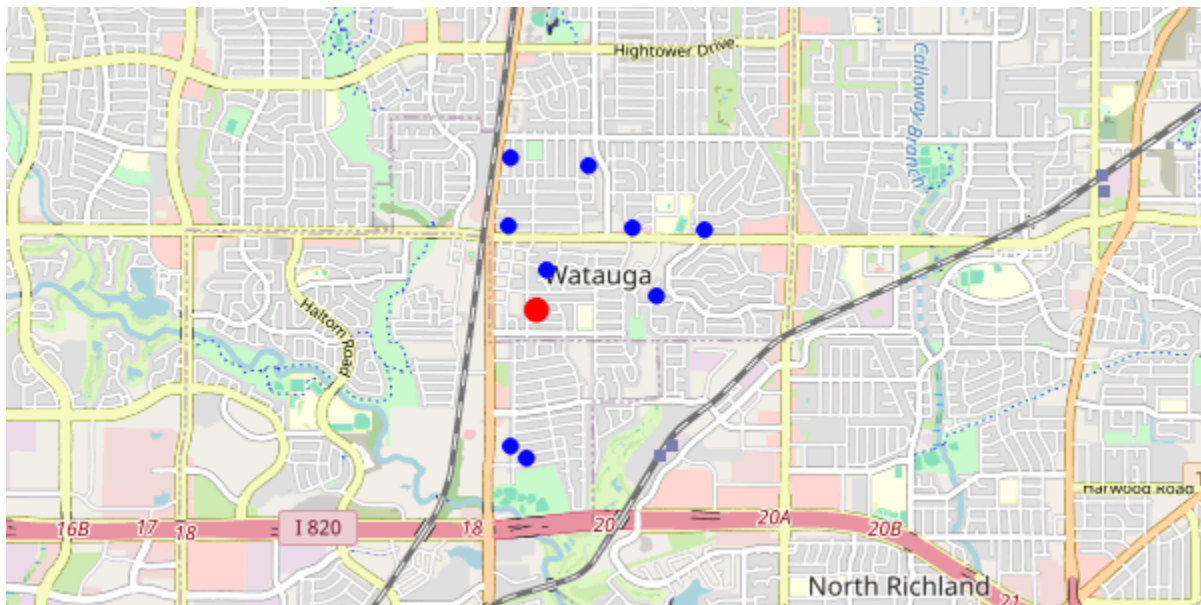 Hightower Drive
Calloway Branch
Watauga
Haltom Road
Harwood Road
16B
17
18
I 820
18
20
20A
20B
21
North Richland